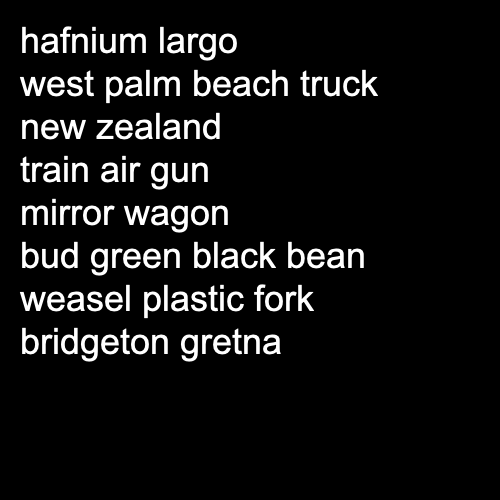 hafnium largo
west palm beach truck
new zealand
train air gun
mirror wagon
bud green black bean
weasel plastic fork
bridgeton gretna